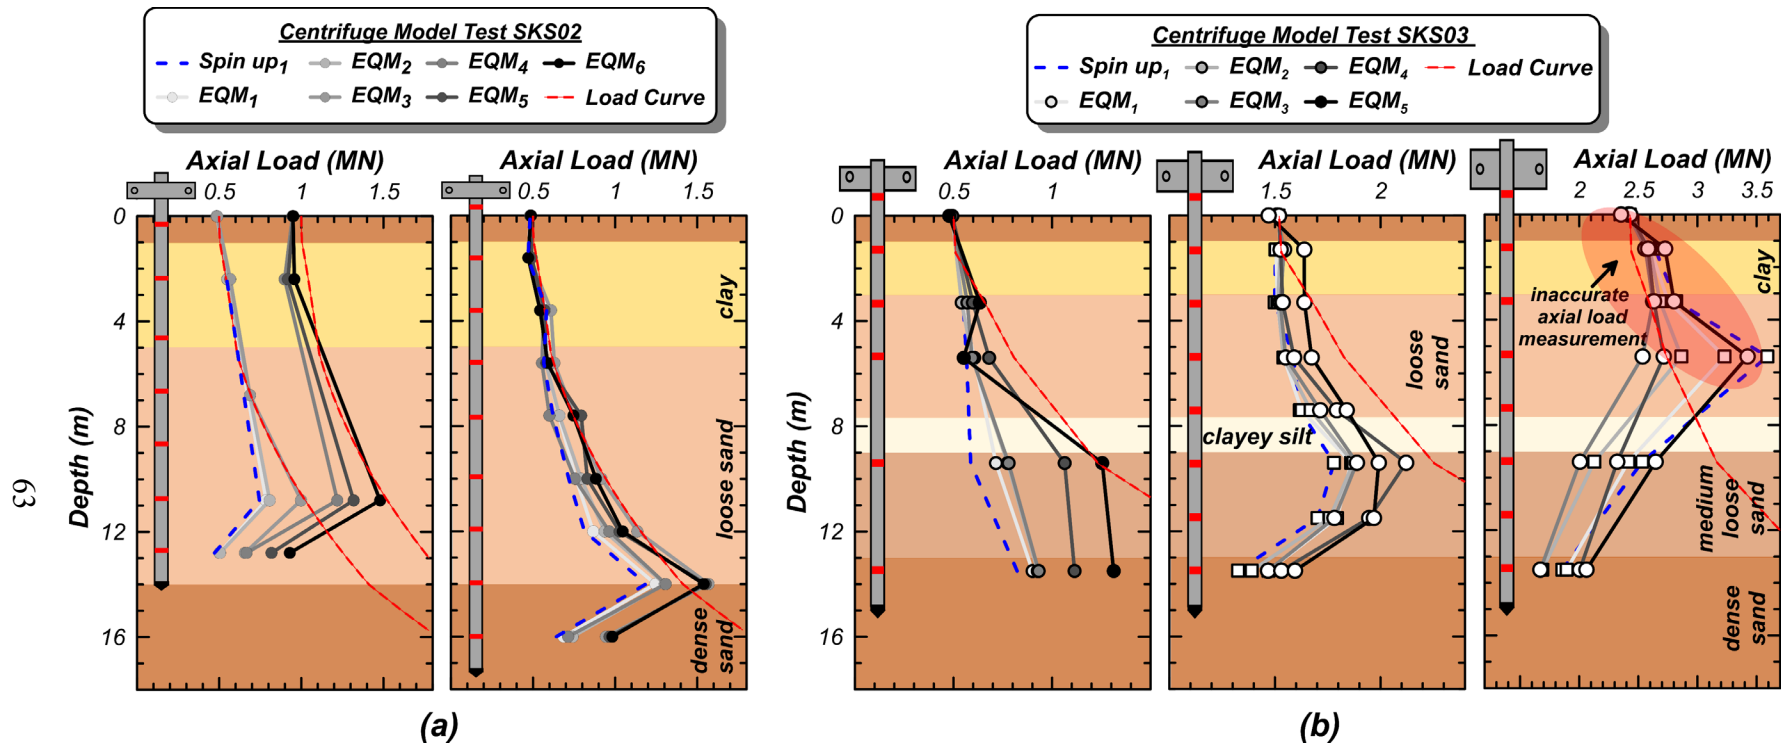 Centrifuge Model Test SKS02
Spin up1 EQM2 EQM4 EQM6
EQM1 EQM3 EQM5 Load Curve
Centrifuge Model Test SKS03
Spin up1 EQM2 EQM4 Load Curve
EQM1 EQM3 EQM5
Axial Load (MN) Axial Load (MN) Axial Load (MN) Axial Load (MN) Axial Load (MN)
0.5 1 1.5 0.5 1 1.5 0.5 1 1.5 2 2 2.5 3 3.5
0
4
8
12
16
Depth (m)
clay
loose sand
dense
sand
0
4
8
12
16
Depth (m)
loose
sand
clayey silt
inaccurate
axial load
measurement
clay
medium loose
sand
dense
sand
63
(a) (b)